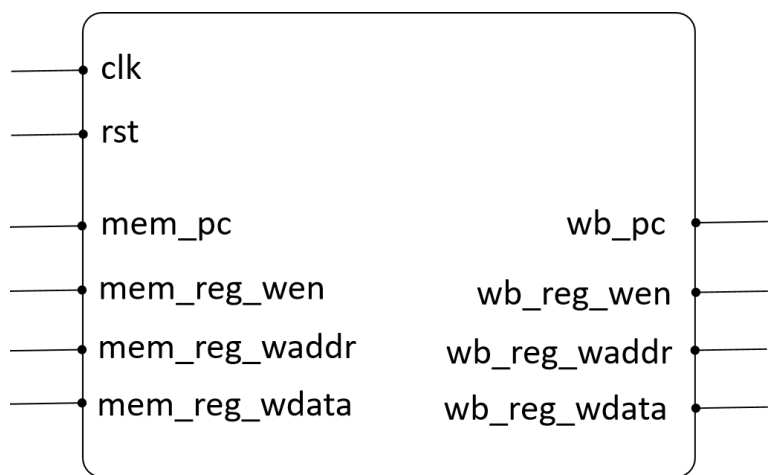 clk
rst
mem_pc
wb_pc
mem_reg_wen
wb_reg_wen
mem_reg_waddr
wb_reg_waddr
mem_reg_wdata
wb_reg_wdata